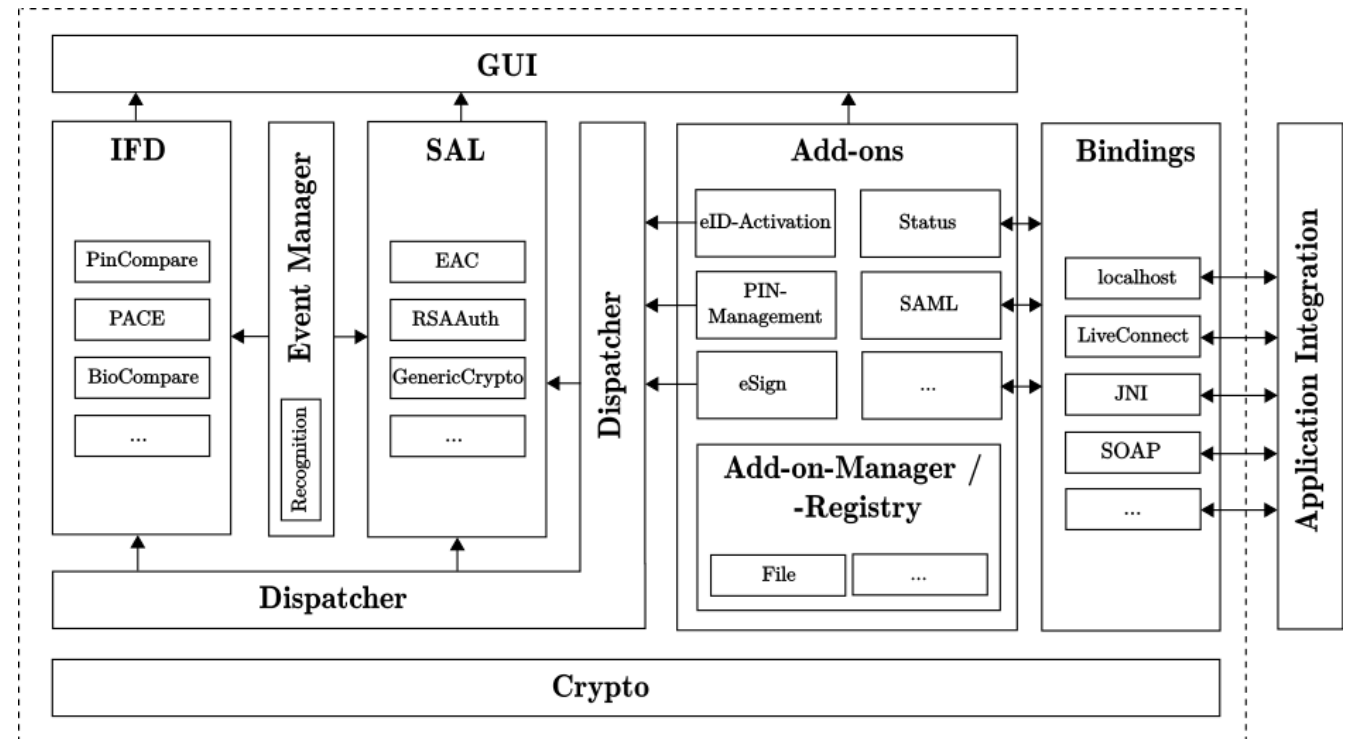 GUI
IFD
PinCompare
PACE
BioCompare
...
Event Manager
Recognition
SAL
EAC
RSAAuth
GenericCrypto
...
Dispatcher
Dispatcher
Add-ons
eID-Activation
Status
PIN-
Management
SAML
eSign
...
Add-on-Manager /
-Registry
File
...
Bindings
localhost
LiveConnect
JNI
SOAP
...
Application Integration
Crypto